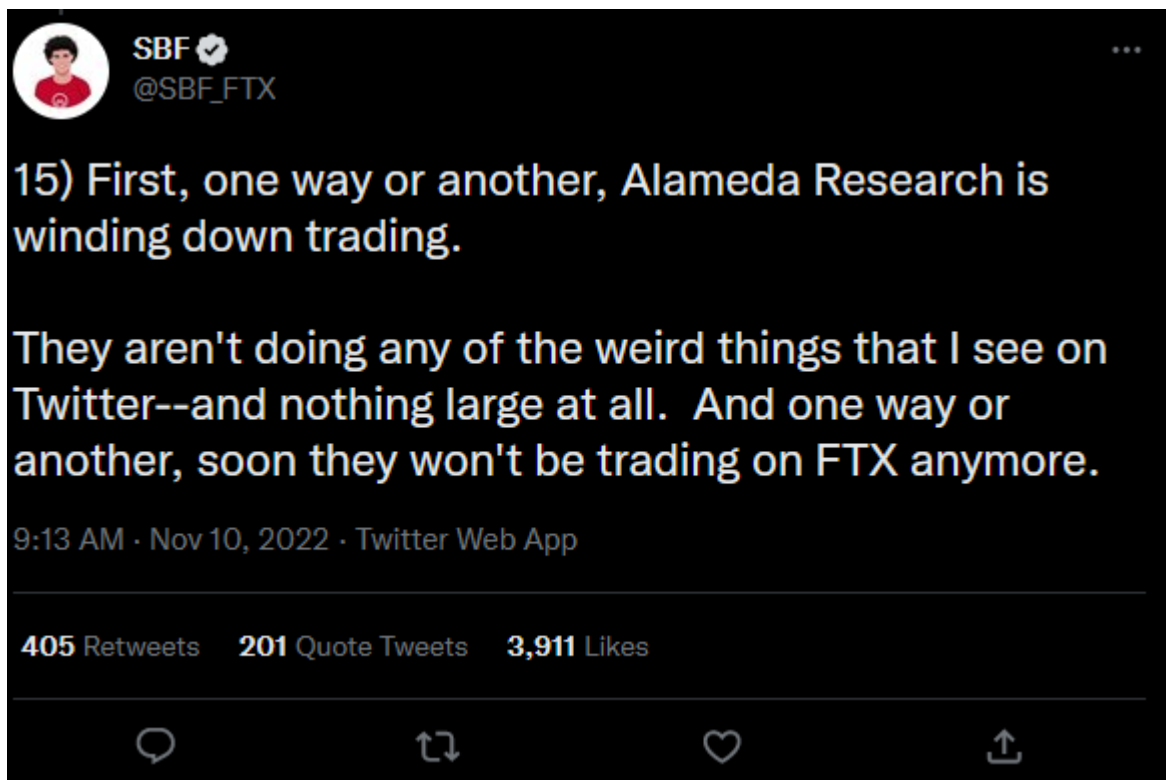 SBF
@SBF_FTX
15) First, one way or another, Alameda Research is
winding down trading.
They aren't doing any of the weird things that I see on
Twitter--and nothing large at all.  And one way or
another, soon they won't be trading on FTX anymore.
9:13 AM · Nov 10, 2022 · Twitter Web App
405 Retweets 201 Quote Tweets 3,911 Likes